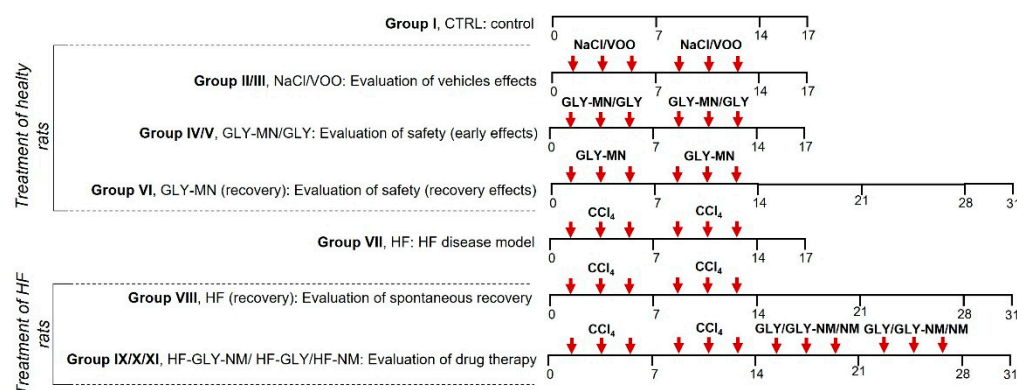 Group I, CTRL: control
0 7 14 17
Treatment of healty
rats
NaCl/VOO NaCl/VOO
Group II/III, NaCl/VOO: Evaluation of vehicles effects
0 7 14 17
GLY-MN/GLY GLY-MN/GLY
Group IV/V, GLY-MN/GLY: Evaluation of safety (early effects)
0 7 14 17
GLY-MN GLY-MN
Group VI, GLY-MN (recovery): Evaluation of safety (recovery effects)
0 7 14 21 28 31
CCl₄ CCl₄
Group VII, HF: HF disease model
0 7 14 17
Treatment of HF
rats
CCl₄ CCl₄
Group VIII, HF (recovery): Evaluation of spontaneous recovery
0 7 14 21 28 31
CCl₄ CCl₄ GLY/GLY-NM/NM GLY/GLY-NM/NM
Group IX/X/XI, HF-GLY-NM/ HF-GLY/HF-NM: Evaluation of drug therapy
0 7 14 21 28 31